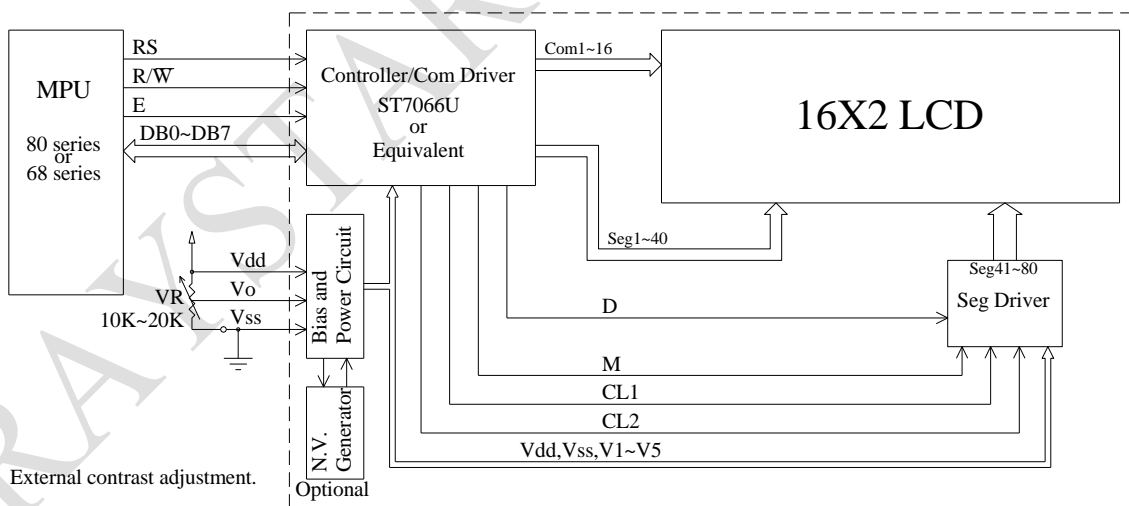 MPU
80 series
or
68 series
RS
R/W̅
E
DB0~DB7
Controller/Com Driver
ST7066U
or
Equivalent
Com1~16
16X2 LCD
Seg1~40
Seg41~80
Seg Driver
Vdd
Vo
Vss
VR
10K~20K
Bias and
Power Circuit
N.V.
Generator
Optional
D
M
CL1
CL2
Vdd,Vss,V1~V5
External contrast adjustment.
RAYSTAR